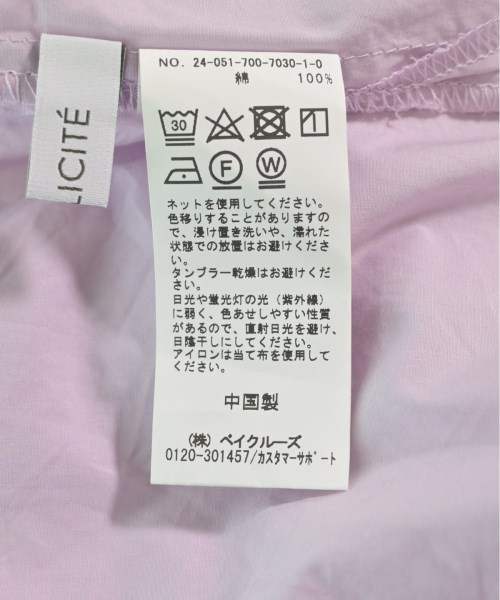 LICITÉ
NO. 24-051-700-7030-1-0
綿 100%
30
F W
ネットを使用してください。
色移りすることがありますの
で、浸け置き洗いや、濡れた
状態での放置はお避けくださ
い。
タンブラー乾燥はお避けくだ
さい。
日光や蛍光灯の光（紫外線）
に弱く、色あせしやすい性質
があるので、直射日光を避け、
日陰干しにしてください。
アイロンは当て布を使用して
ください。
中国製
（株）ベイクルーズ
0120-301457/カスタマーサポート